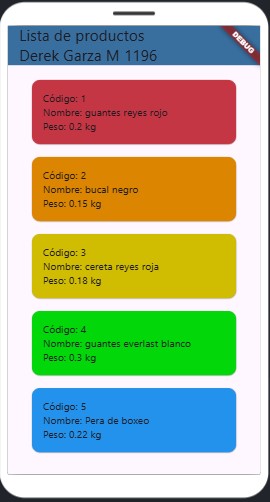 Lista de productos
Derek Garza M 1196
DEBUG
Código: 1
Nombre: guantes reyes rojo
Peso: 0.2 kg
Código: 2
Nombre: bucal negro
Peso: 0.15 kg
Código: 3
Nombre: cereta reyes roja
Peso: 0.18 kg
Código: 4
Nombre: guantes everlast blanco
Peso: 0.3 kg
Código: 5
Nombre: Pera de boxeo
Peso: 0.22 kg